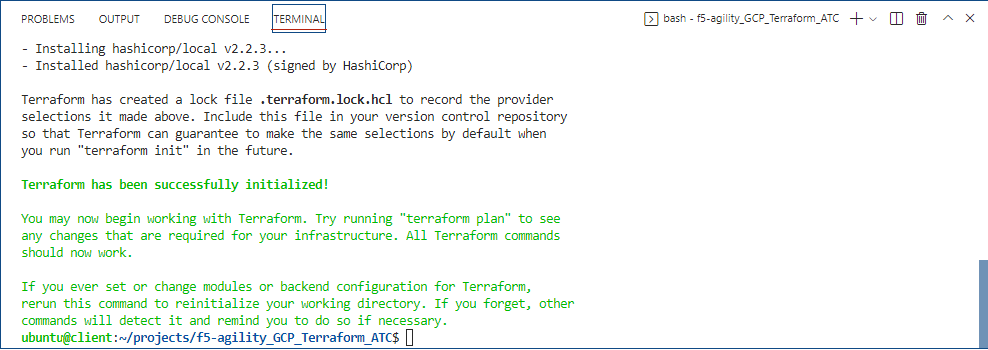 PROBLEMS OUTPUT DEBUG CONSOLE TERMINAL bash - f5-agility_GCP_Terraform_ATC
- Installing hashicorp/local v2.2.3...
- Installed hashicorp/local v2.2.3 (signed by HashiCorp)
Terraform has created a lock file .terraform.lock.hcl to record the provider
selections it made above. Include this file in your version control repository
so that Terraform can guarantee to make the same selections by default when
you run "terraform init" in the future.
Terraform has been successfully initialized!
You may now begin working with Terraform. Try running "terraform plan" to see
any changes that are required for your infrastructure. All Terraform commands
should now work.
If you ever set or change modules or backend configuration for Terraform,
rerun this command to reinitialize your working directory. If you forget, other
commands will detect it and remind you to do so if necessary.
ubuntu@client:~/projects/f5-agility_GCP_Terraform_ATC$